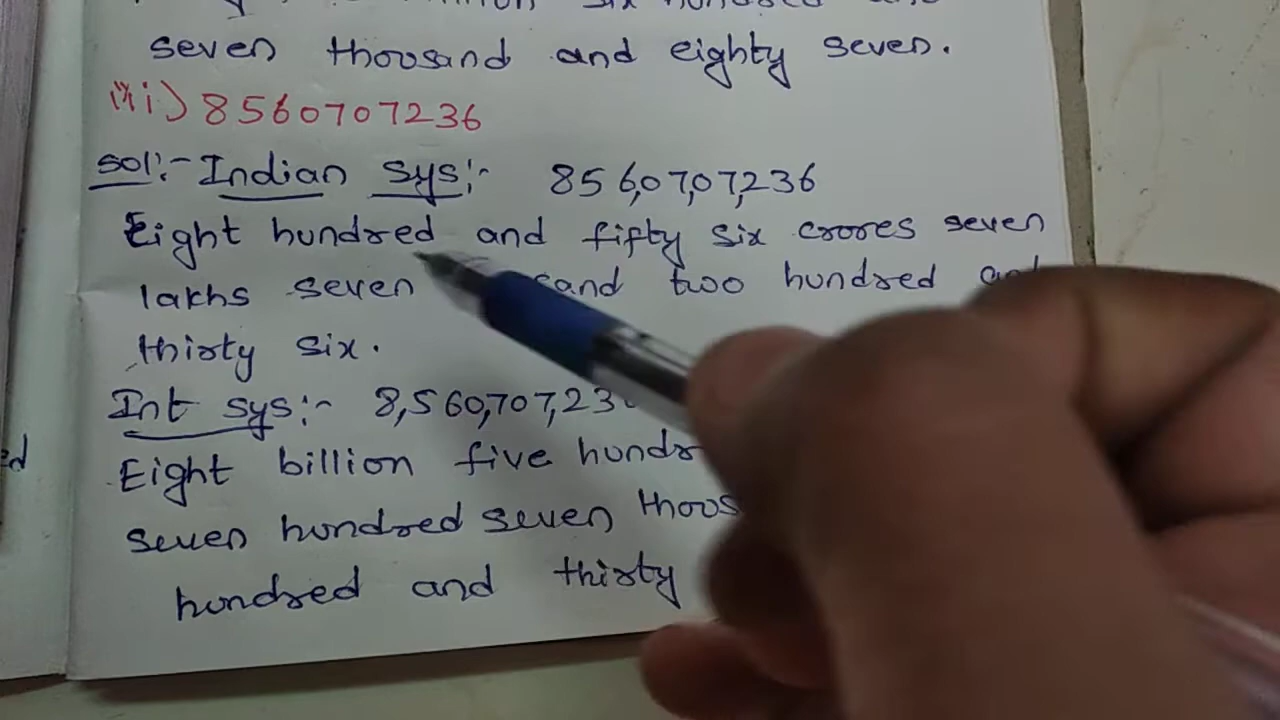 seven thousand and eighty seven.
iii) 8560707236
Sol:- Indian Sys:- 856,07,07,236
Eight hundred and fifty six crores seven
lakhs seven sand two hundred and
thirty six.
Int sys:- 8,560,707,23
Eight billion five hundr
seven hundred seven thous
hundred and thirty
ed